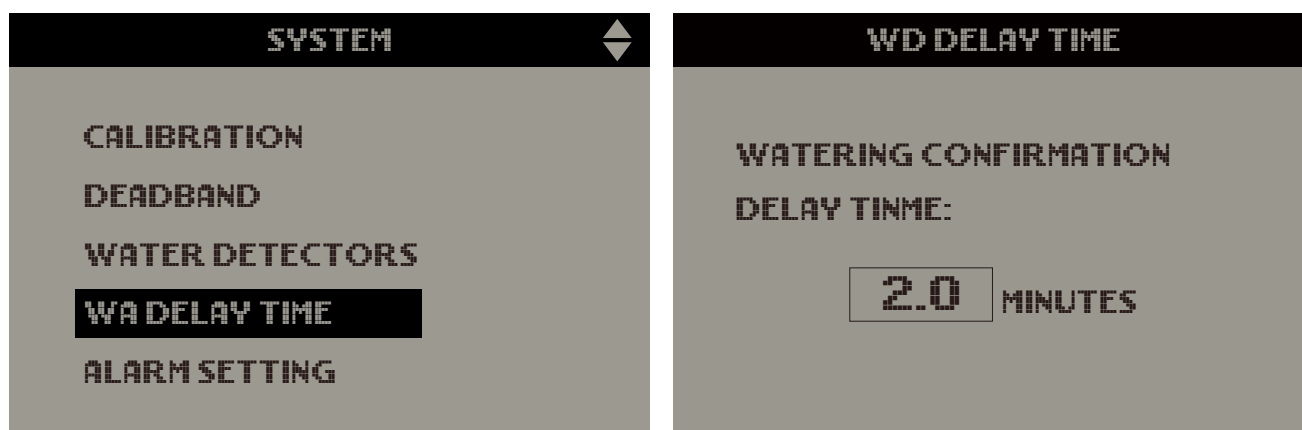 SYSTEM
CALIBRATION
DEADBAND
WATER DETECTORS
WA DELAY TIME
ALARM SETTING
WD DELAY TIME
WATERING CONFIRMATION
DELAY TINME:
2.0 MINUTES